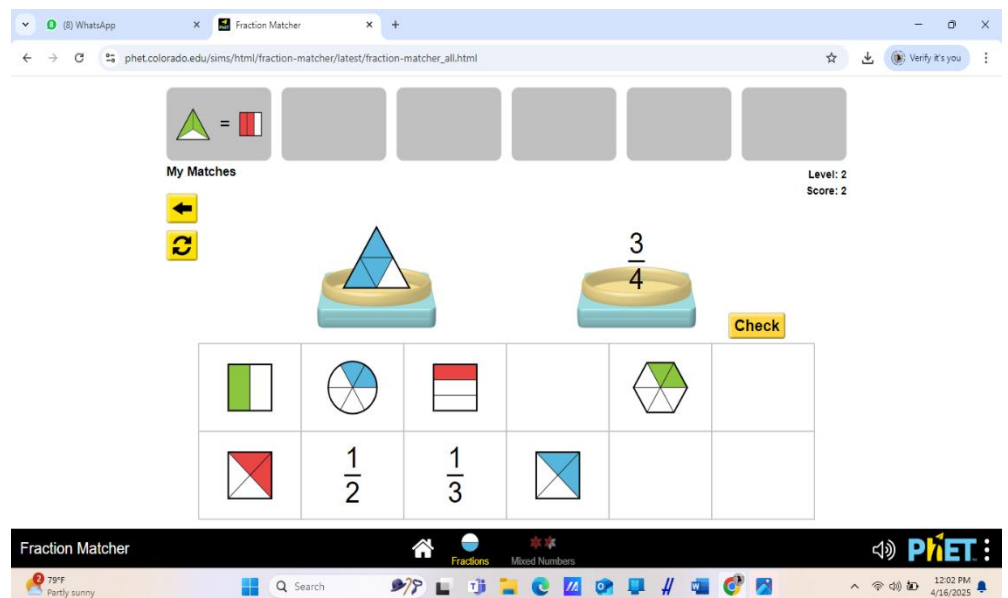 (8) WhatsApp
Fraction Matcher
phet.colorado.edu/sims/html/fraction-matcher/latest/fraction-matcher_all.html
Verify it's you
=
My Matches
Level: 2
Score: 2
3
4
Check
1
2
1
3
Fraction Matcher
Fractions
Mixed Numbers
PhET
2
79°F
Partly sunny
Search
12:02 PM
4/16/2025